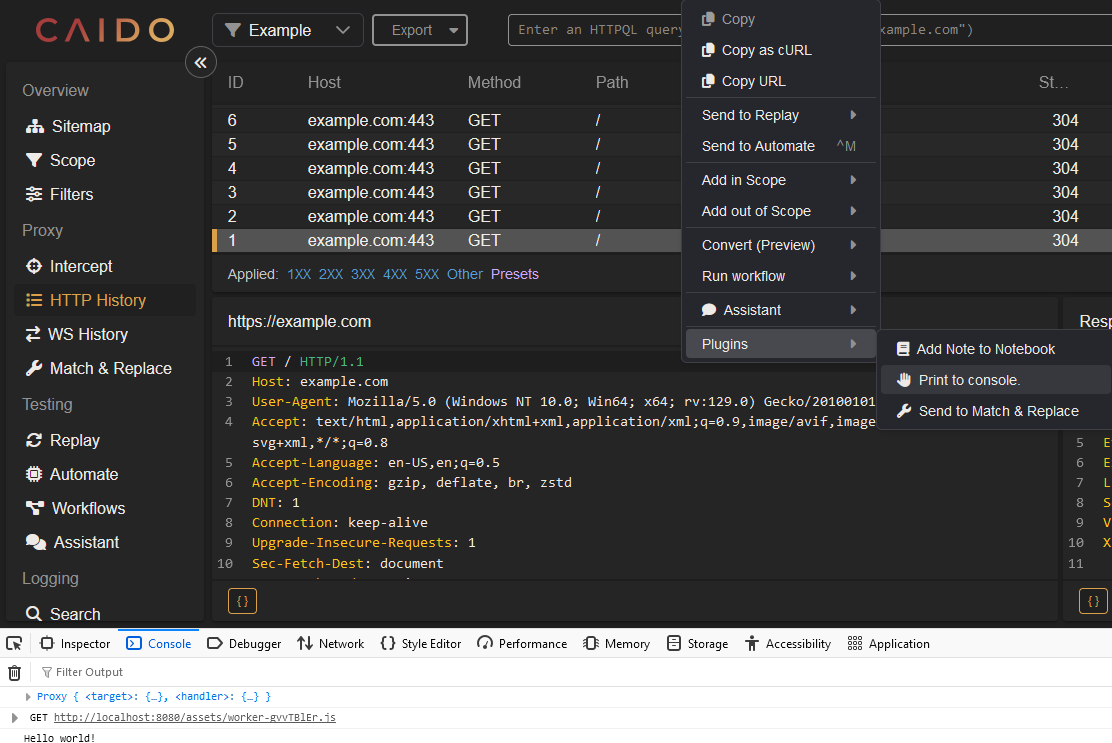 CAIDO
Example
Export
Enter an HTTPQL query
xample.com")
Overview
Sitemap
Scope
Filters
Proxy
Intercept
HTTP History
WS History
Match & Replace
Testing
Replay
Automate
Workflows
Assistant
Logging
Search
ID Host Method Path St...
6 example.com:443 GET / 304
5 example.com:443 GET / 304
4 example.com:443 GET / 304
3 example.com:443 GET / 304
2 example.com:443 GET / 304
1 example.com:443 GET / 304
Applied: 1XX 2XX 3XX 4XX 5XX Other Presets
https://example.com
1 GET / HTTP/1.1
2 Host: example.com
3 User-Agent: Mozilla/5.0 (Windows NT 10.0; Win64; x64; rv:129.0) Gecko/20100101
4 Accept: text/html,application/xhtml+xml,application/xml;q=0.9,image/avif,image
svg+xml,*/*;q=0.8
5 Accept-Language: en-US,en;q=0.5
6 Accept-Encoding: gzip, deflate, br, zstd
7 DNT: 1
8 Connection: keep-alive
9 Upgrade-Insecure-Requests: 1
10 Sec-Fetch-Dest: document
{}
Copy
Copy as cURL
Copy URL
Send to Replay
Send to Automate ^M
Add in Scope
Add out of Scope
Convert (Preview)
Run workflow
Assistant
Plugins
Add Note to Notebook
Print to console.
Send to Match & Replace
Resp
5 E
6 E
7 L
8 S
9 V
10 X
11
{}
Inspector Console Debugger Network Style Editor Performance Memory Storage Accessibility Application
Filter Output
Proxy { <target>: {…}, <handler>: {…} }
GET http://localhost:8080/assets/worker-gvvTBlEr.js
Hello world!